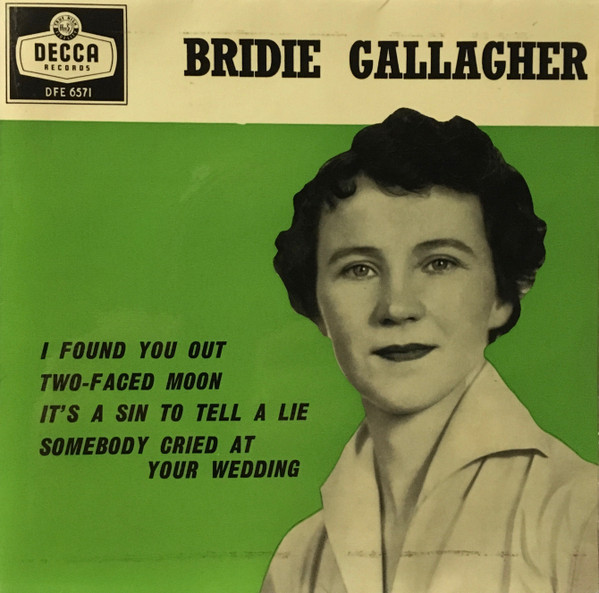 DECCA
RECORDS
DFE 6571
BRIDIE GALLAGHER
I FOUND YOU OUT
TWO-FACED MOON
IT'S A SIN TO TELL A LIE
SOMEBODY CRIED AT
YOUR WEDDING